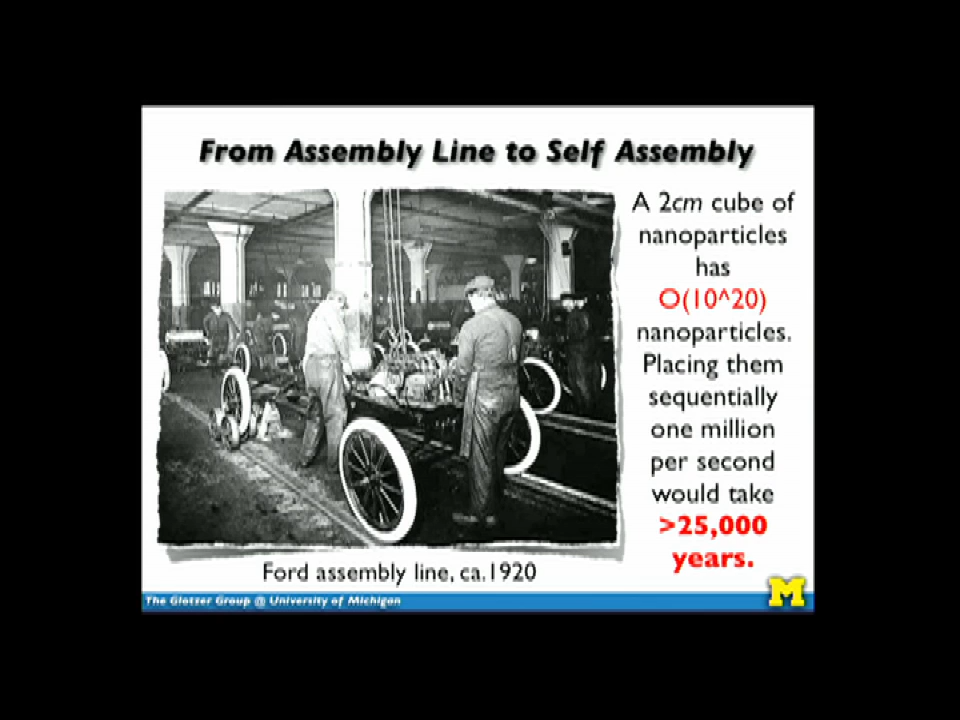 From Assembly Line to Self Assembly
A 2cm cube of
nanoparticles
has
O(10^20)
nanoparticles.
Placing them
sequentially
one million
per second
would take
>25,000
years.
Ford assembly line, ca.1920
The Glotzer Group @ University of Michigan
M